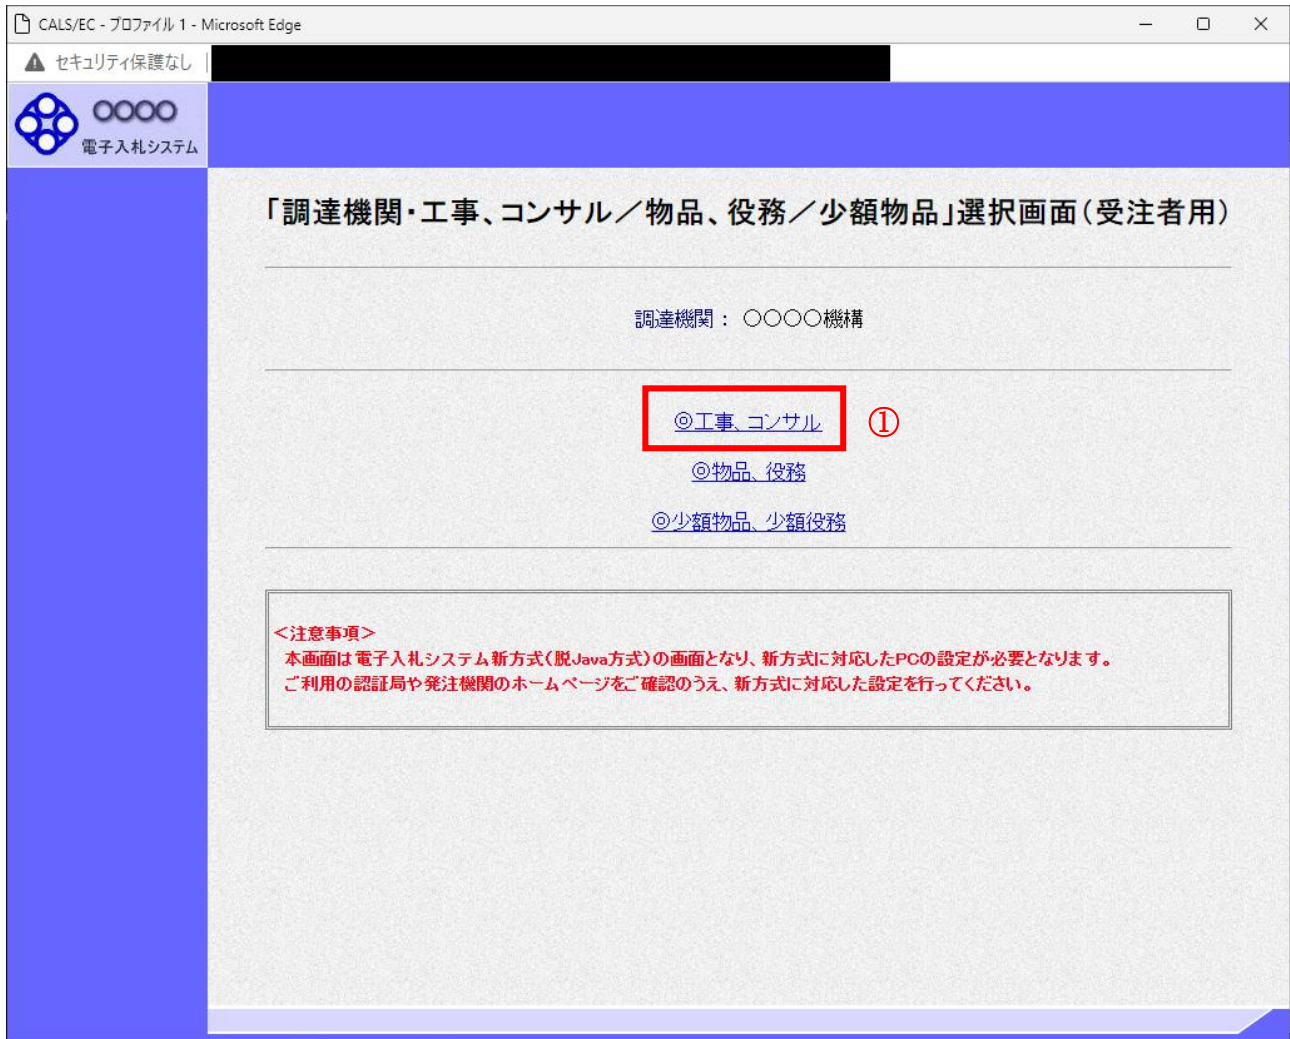 CALS/EC - プロファイル 1 - Microsoft Edge
セキュリティ保護なし
〇〇〇〇
電子入札システム
「調達機関・工事、コンサル／物品、役務／少額物品」選択画面（受注者用）
調達機関： 〇〇〇〇機構
◎工事、コンサル
①
◎物品、役務
◎少額物品、少額役務
＜注意事項＞
本画面は電子入札システム新方式(脱Java方式)の画面となり、新方式に対応したPCの設定が必要となります。
ご利用の認証局や発注機関のホームページをご確認のうえ、新方式に対応した設定を行ってください。